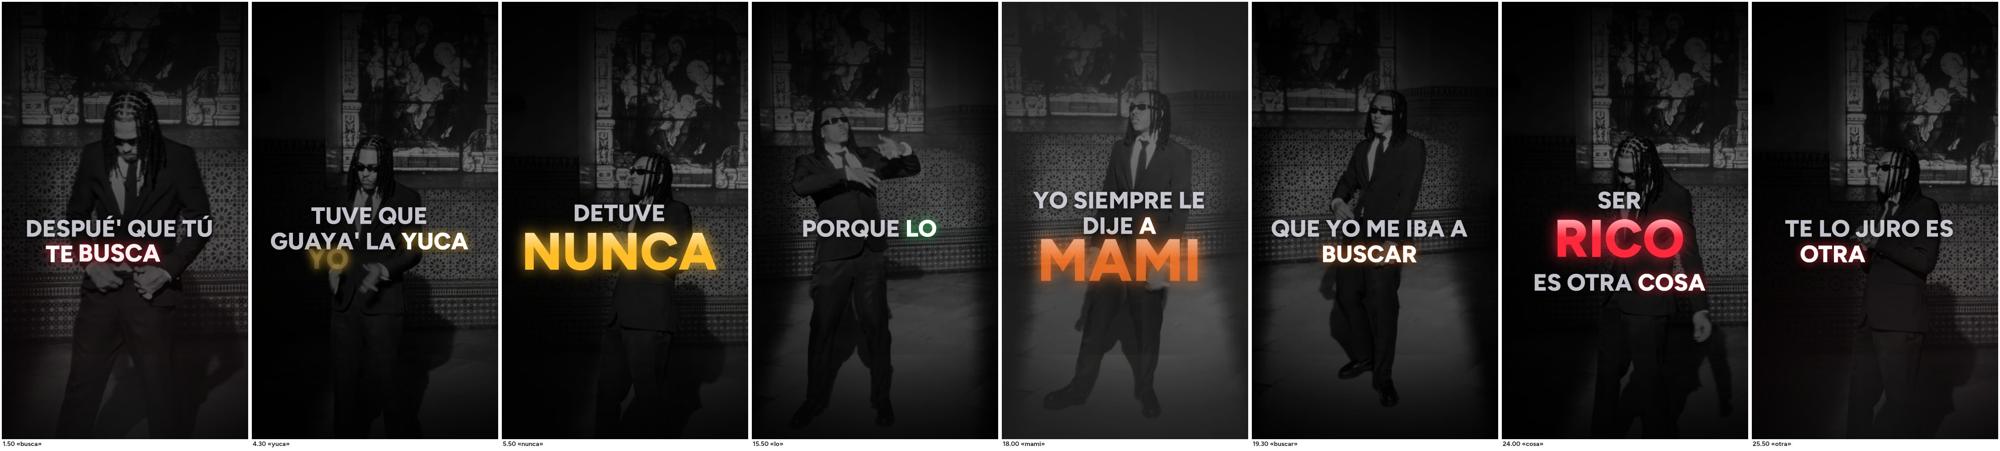 DESPUÉ' QUE TÚ
TE BUSCA
1.50 «busca»
TUVE QUE
GUAYA' LA YUCA
YO
4.30 «yuca»
DETUVE
NUNCA
5.50 «nunca»
PORQUE LO
15.50 «lo»
YO SIEMPRE LE
DIJE A
MAMI
18.00 «mami»
QUE YO ME IBA A
BUSCAR
19.30 «buscar»
SER
RICO
ES OTRA COSA
24.00 «cosa»
TE LO JURO ES
OTRA
25.50 «otra»